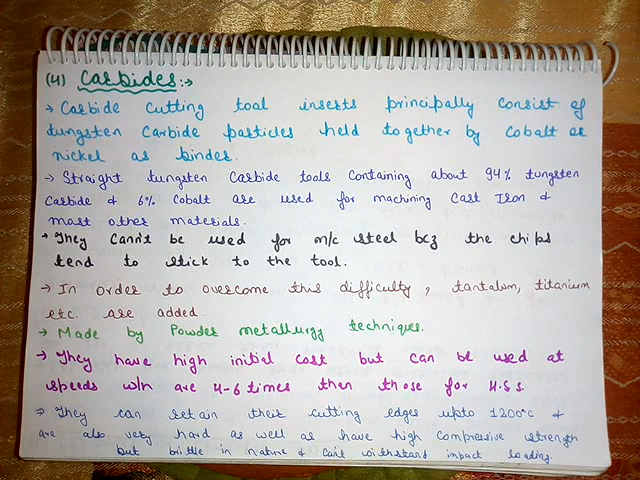 (4) Carbides:→
→ Carbide cutting tool inserts principally consist of
tungsten carbide particles held together by cobalt or
nickel as binder.
→ Straight tungsten carbide tools containing about 94% tungsten
carbide & 6% cobalt are used for machining Cast Iron &
most other materials.
→ They cann't be used for m/c steel bcz the chips
tend to stick to the tool.
→ In order to overcome this difficulty, tantalum, titanium
etc. are added.
→ Made by Powder metallurgy techniques.
→ They have high initial cost but can be used at
speeds w/h are 4-6 times then those for H.S.S.
→ They can retain their cutting edges upto 1200°C &
are also very hard as well as have high compressive strength
but brittle in nature & can't withstand impact loading.